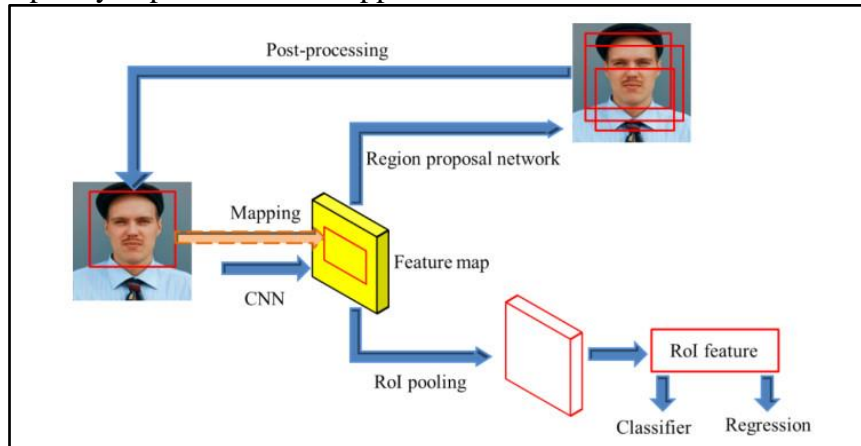 Post-processing
Region proposal network
Mapping
Feature map
CNN
RoI pooling
RoI feature
Classifier
Regression